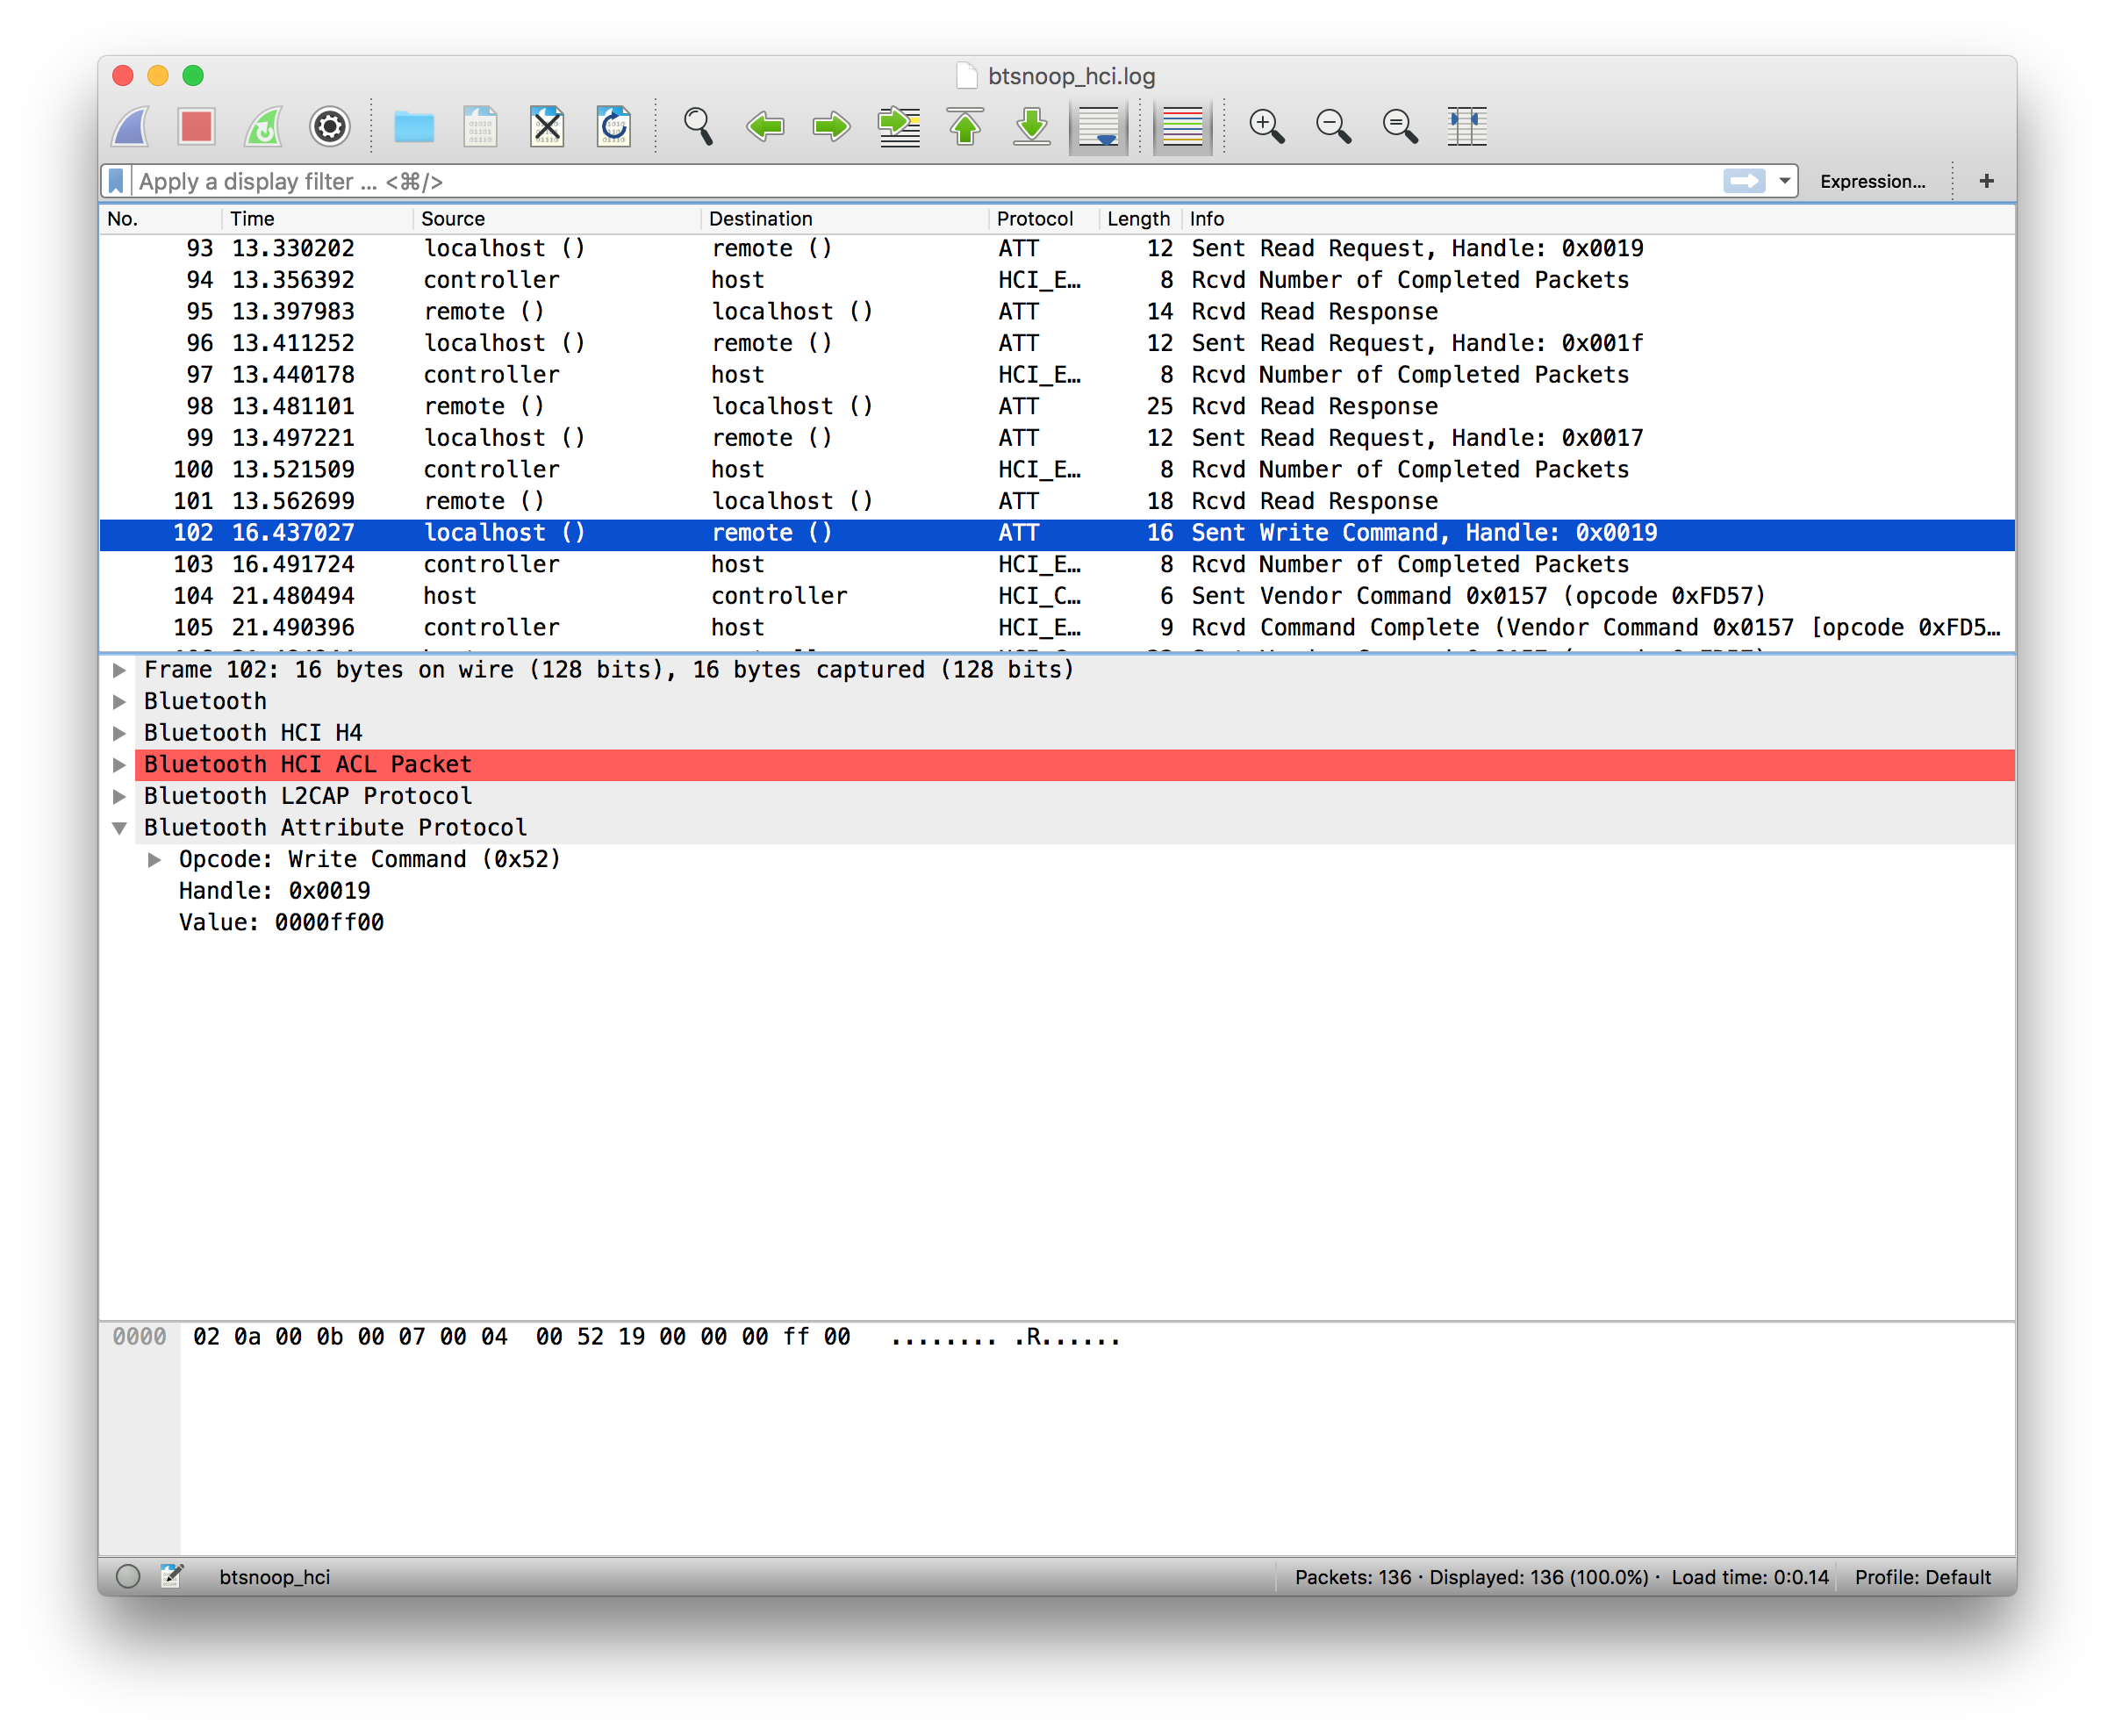 btsnoop_hci.log
Apply a display filter ... <⌘/> Expression... +
No. Time Source Destination Protocol Length Info
93 13.330202 localhost () remote () ATT 12 Sent Read Request, Handle: 0x0019
94 13.356392 controller host HCI_E… 8 Rcvd Number of Completed Packets
95 13.397983 remote () localhost () ATT 14 Rcvd Read Response
96 13.411252 localhost () remote () ATT 12 Sent Read Request, Handle: 0x001f
97 13.440178 controller host HCI_E… 8 Rcvd Number of Completed Packets
98 13.481101 remote () localhost () ATT 25 Rcvd Read Response
99 13.497221 localhost () remote () ATT 12 Sent Read Request, Handle: 0x0017
100 13.521509 controller host HCI_E… 8 Rcvd Number of Completed Packets
101 13.562699 remote () localhost () ATT 18 Rcvd Read Response
102 16.437027 localhost () remote () ATT 16 Sent Write Command, Handle: 0x0019
103 16.491724 controller host HCI_E… 8 Rcvd Number of Completed Packets
104 21.480494 host controller HCI_C… 6 Sent Vendor Command 0x0157 (opcode 0xFD57)
105 21.490396 controller host HCI_E… 9 Rcvd Command Complete (Vendor Command 0x0157 [opcode 0xFD5…
Frame 102: 16 bytes on wire (128 bits), 16 bytes captured (128 bits)
Bluetooth
Bluetooth HCI H4
Bluetooth HCI ACL Packet
Bluetooth L2CAP Protocol
Bluetooth Attribute Protocol
Opcode: Write Command (0x52)
Handle: 0x0019
Value: 0000ff00
0000 02 0a 00 0b 00 07 00 04 00 52 19 00 00 00 ff 00 ........ .R......
btsnoop_hci Packets: 136 · Displayed: 136 (100.0%) · Load time: 0:0.14 Profile: Default